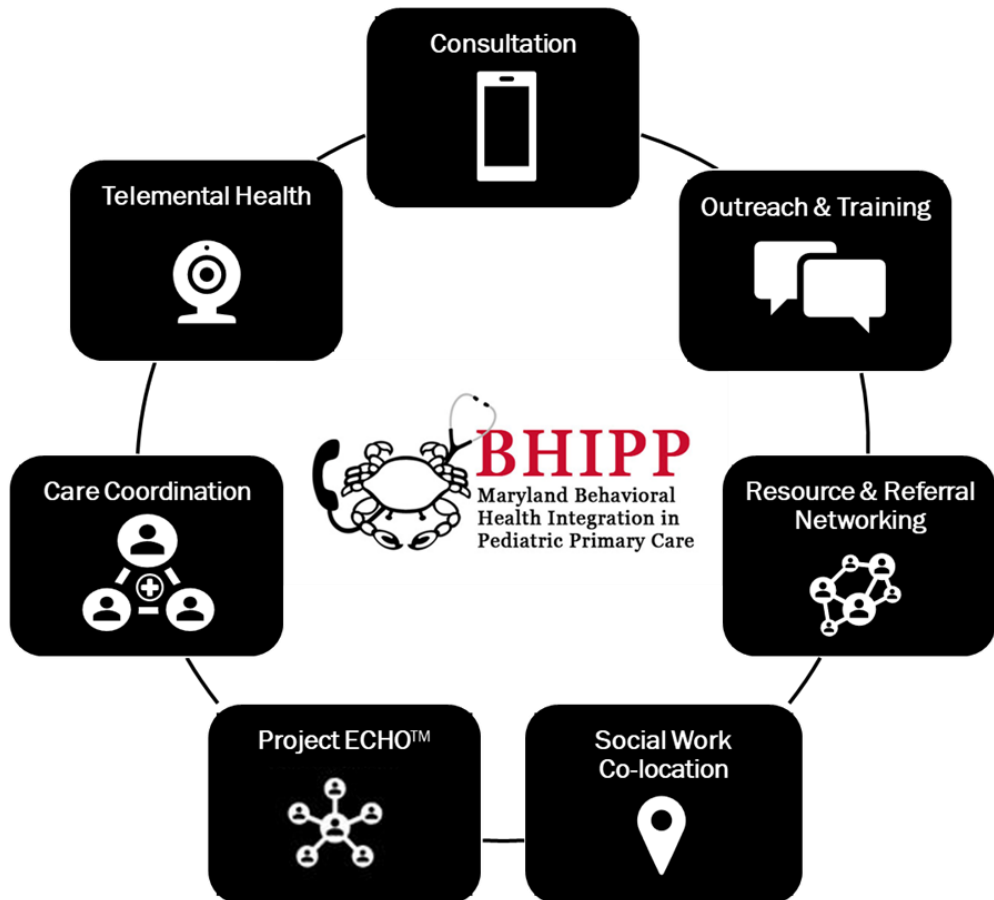 Consultation
Outreach & Training
Resource & Referral
Networking
Social Work
Co-location
Project ECHO™
Care Coordination
Telemental Health
BHIPP
Maryland Behavioral
Health Integration in
Pediatric Primary Care